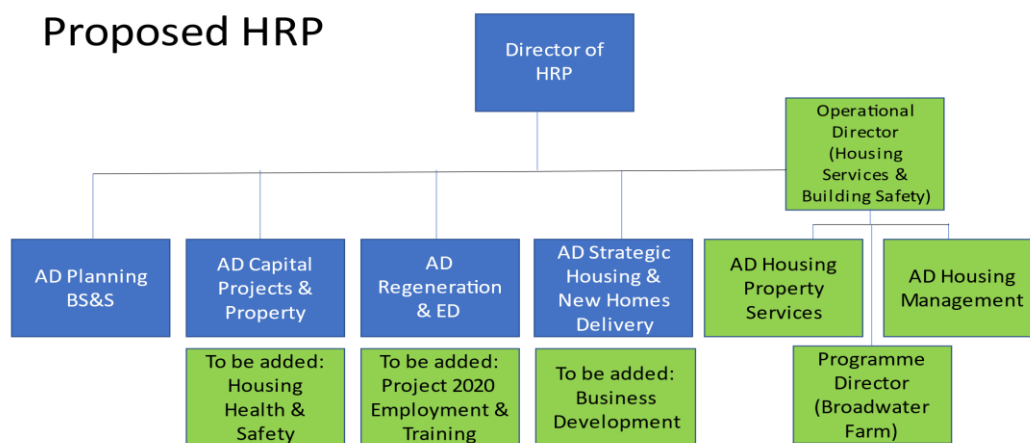 Proposed HRP
Director of
HRP
Operational
Director
(Housing
Services &
Building Safety)
AD Planning
BS&S
AD Capital
Projects &
Property
AD
Regeneration
& ED
AD Strategic
Housing &
New Homes
Delivery
AD Housing
Property
Services
AD Housing
Management
To be added:
Housing
Health &
Safety
To be added:
Project 2020
Employment &
Training
To be added:
Business
Development
Programme
Director
(Broadwater
Farm)